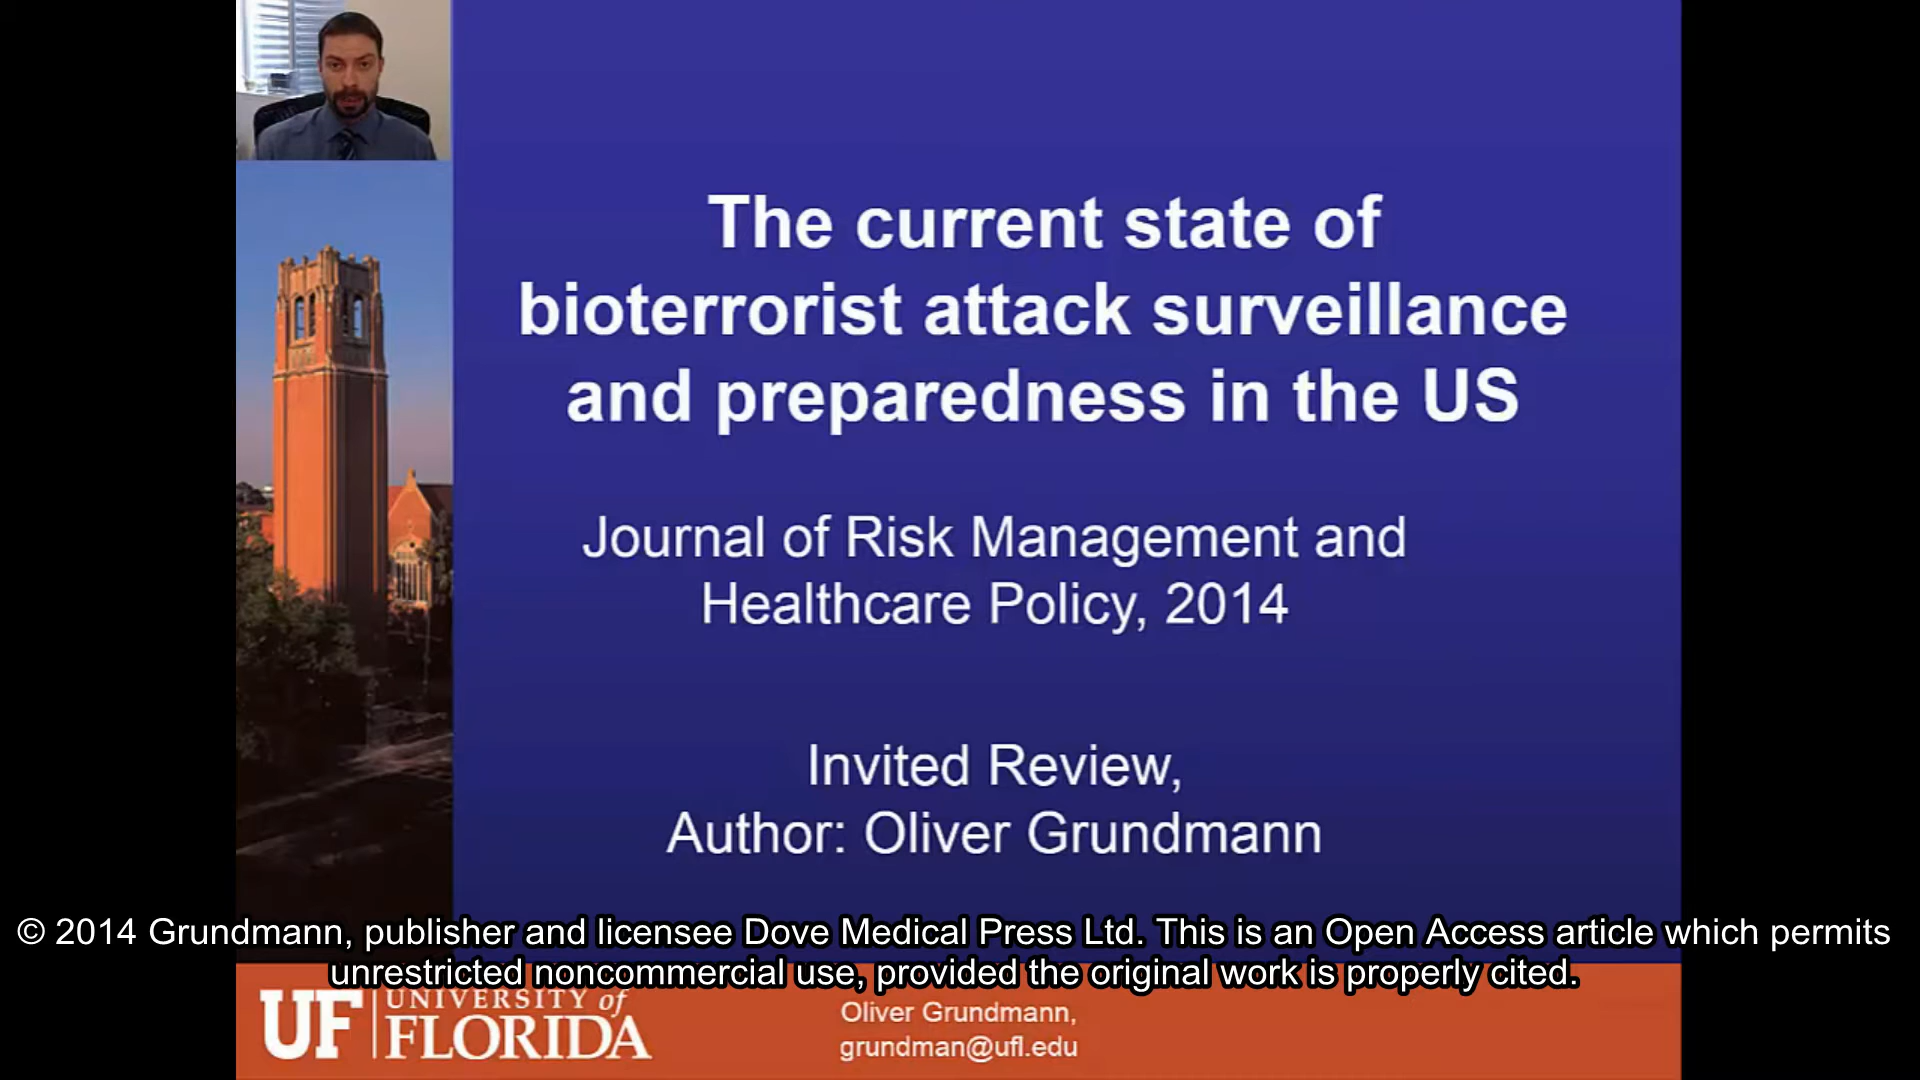 The current state of
bioterrorist attack surveillance
and preparedness in the US
Journal of Risk Management and
Healthcare Policy, 2014
Invited Review,
Author: Oliver Grundmann
© 2014 Grundmann, publisher and licensee Dove Medical Press Ltd. This is an Open Access article which permits
unrestricted noncommercial use, provided the original work is properly cited.
UF UNIVERSITY of
FLORIDA
Oliver Grundmann,
grundman@ufl.edu